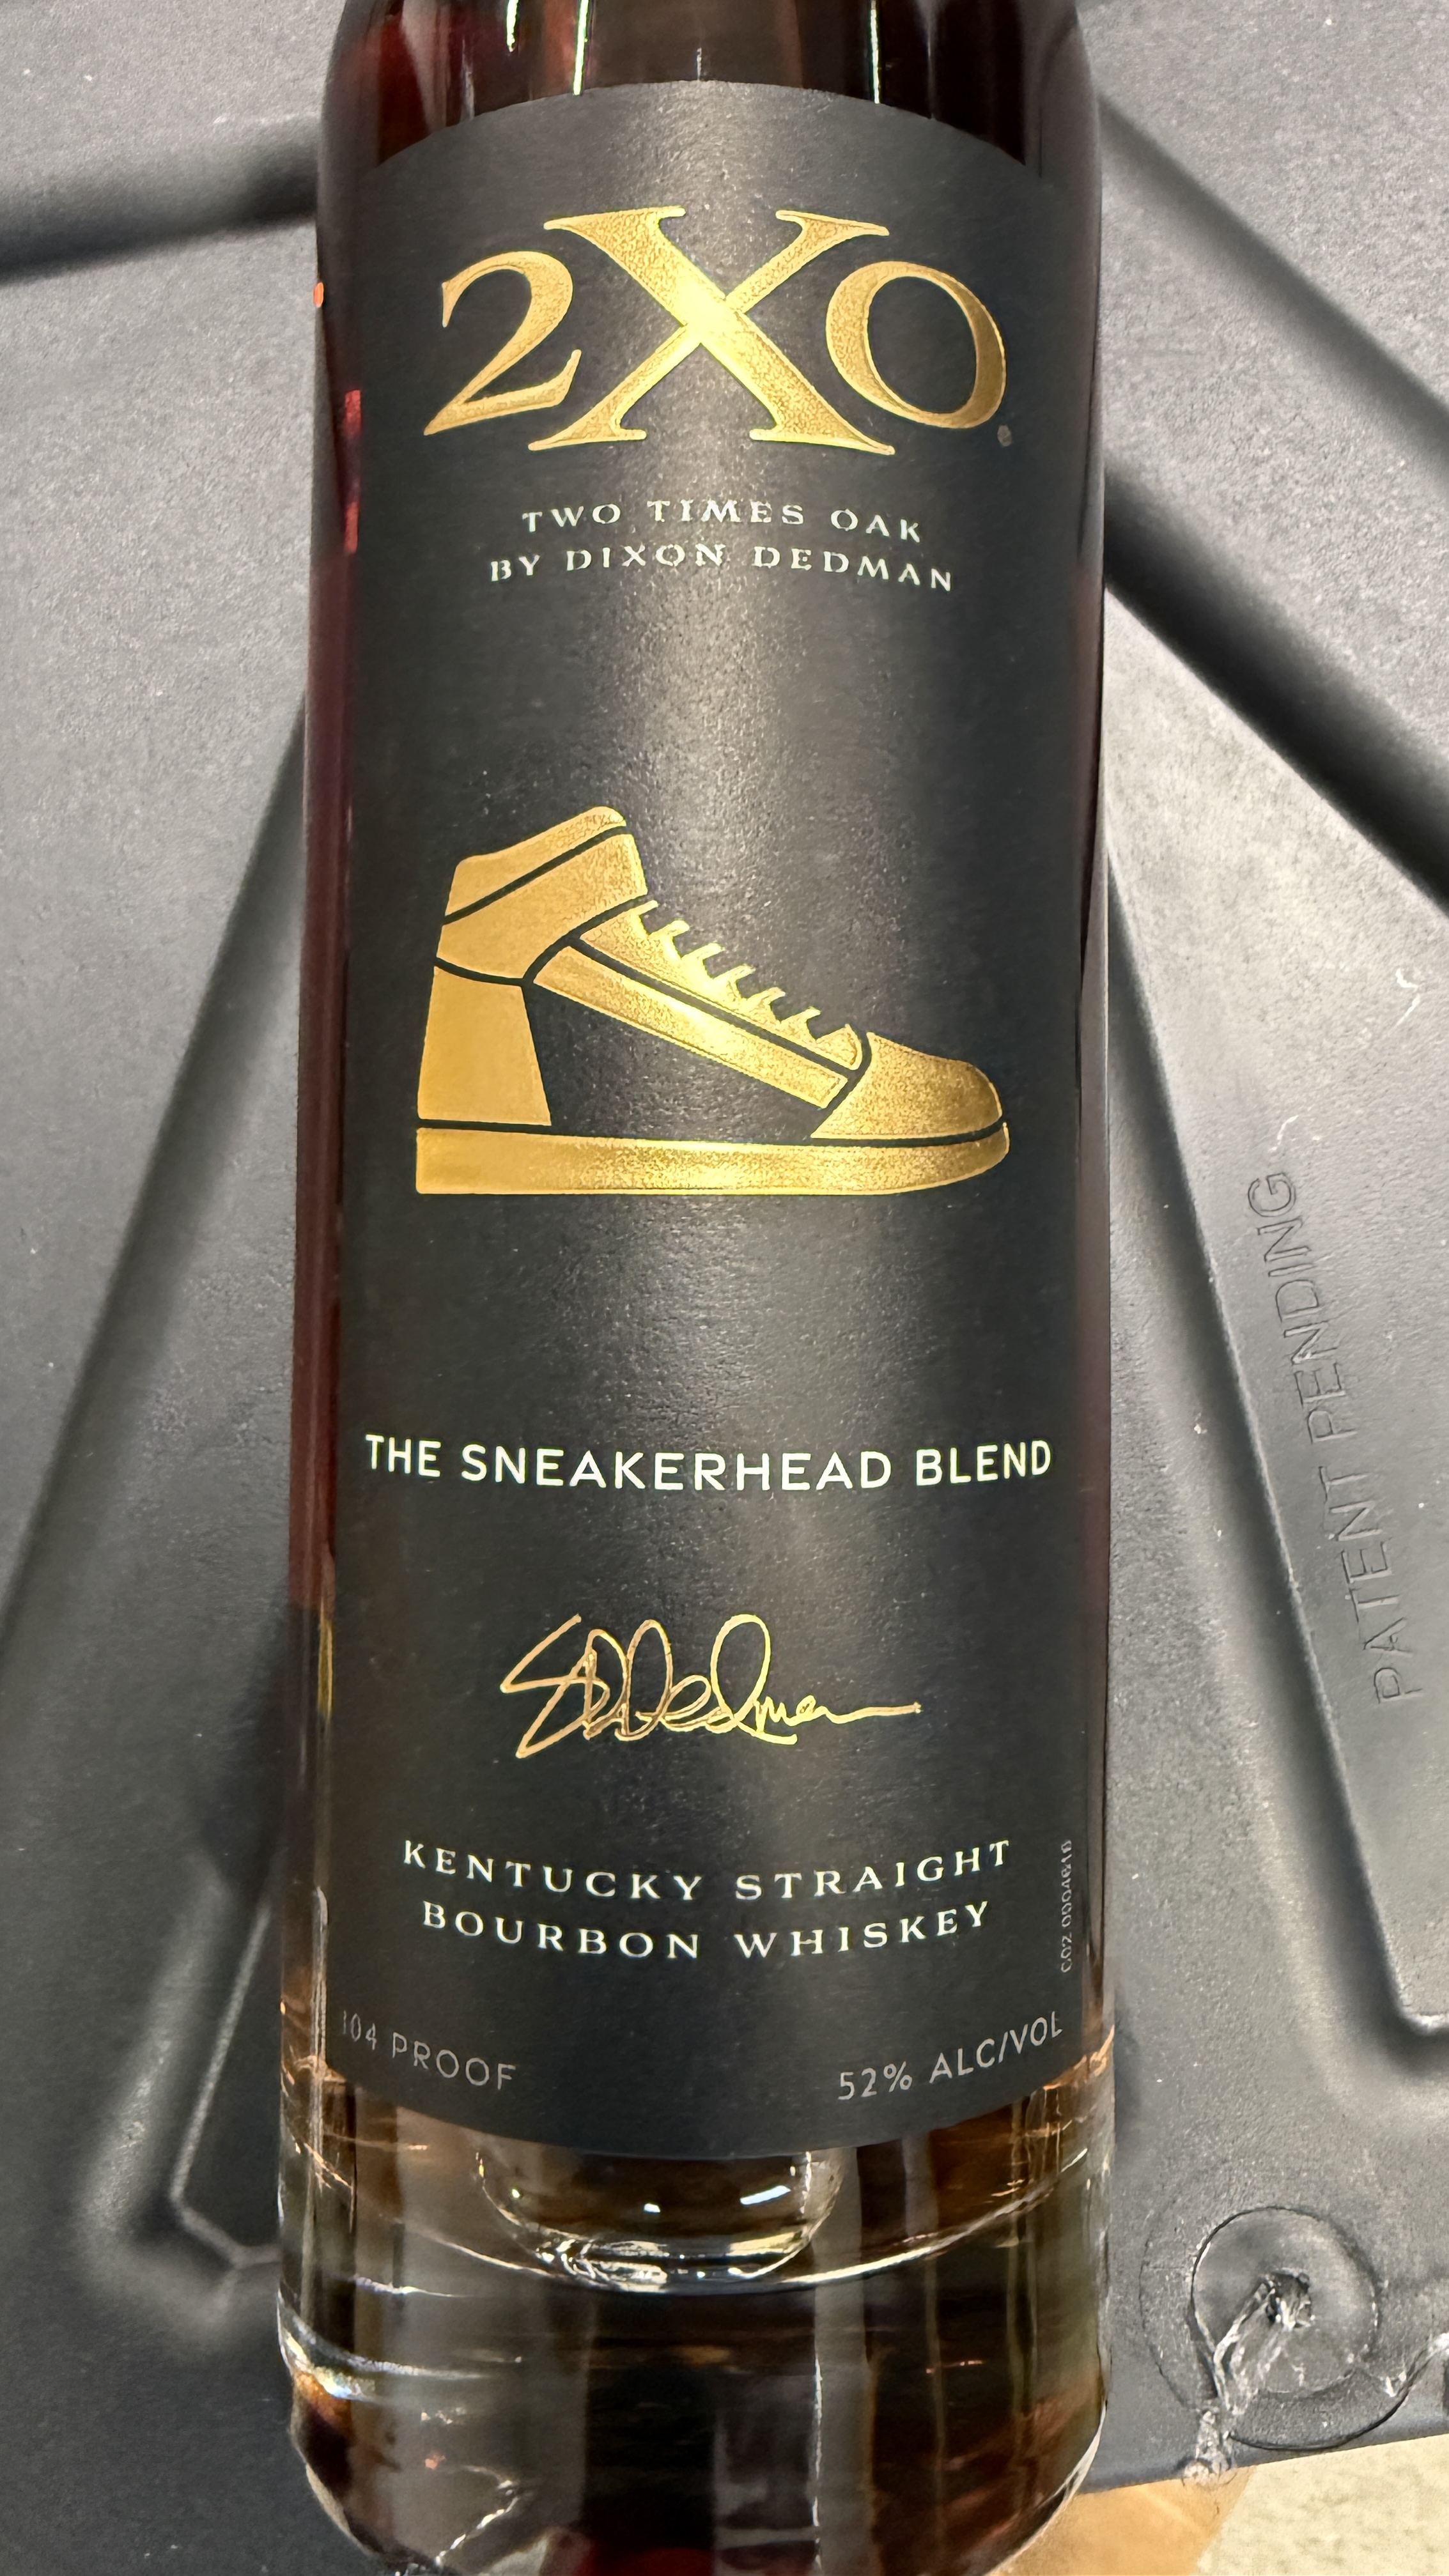 2XO
TWO TIMES OAK
BY DIXON DEDMAN
THE SNEAKERHEAD BLEND
SDDedman
KENTUCKY STRAIGHT
BOURBON WHISKEY
104 PROOF
52% ALC/VOL
PATENT PENDING